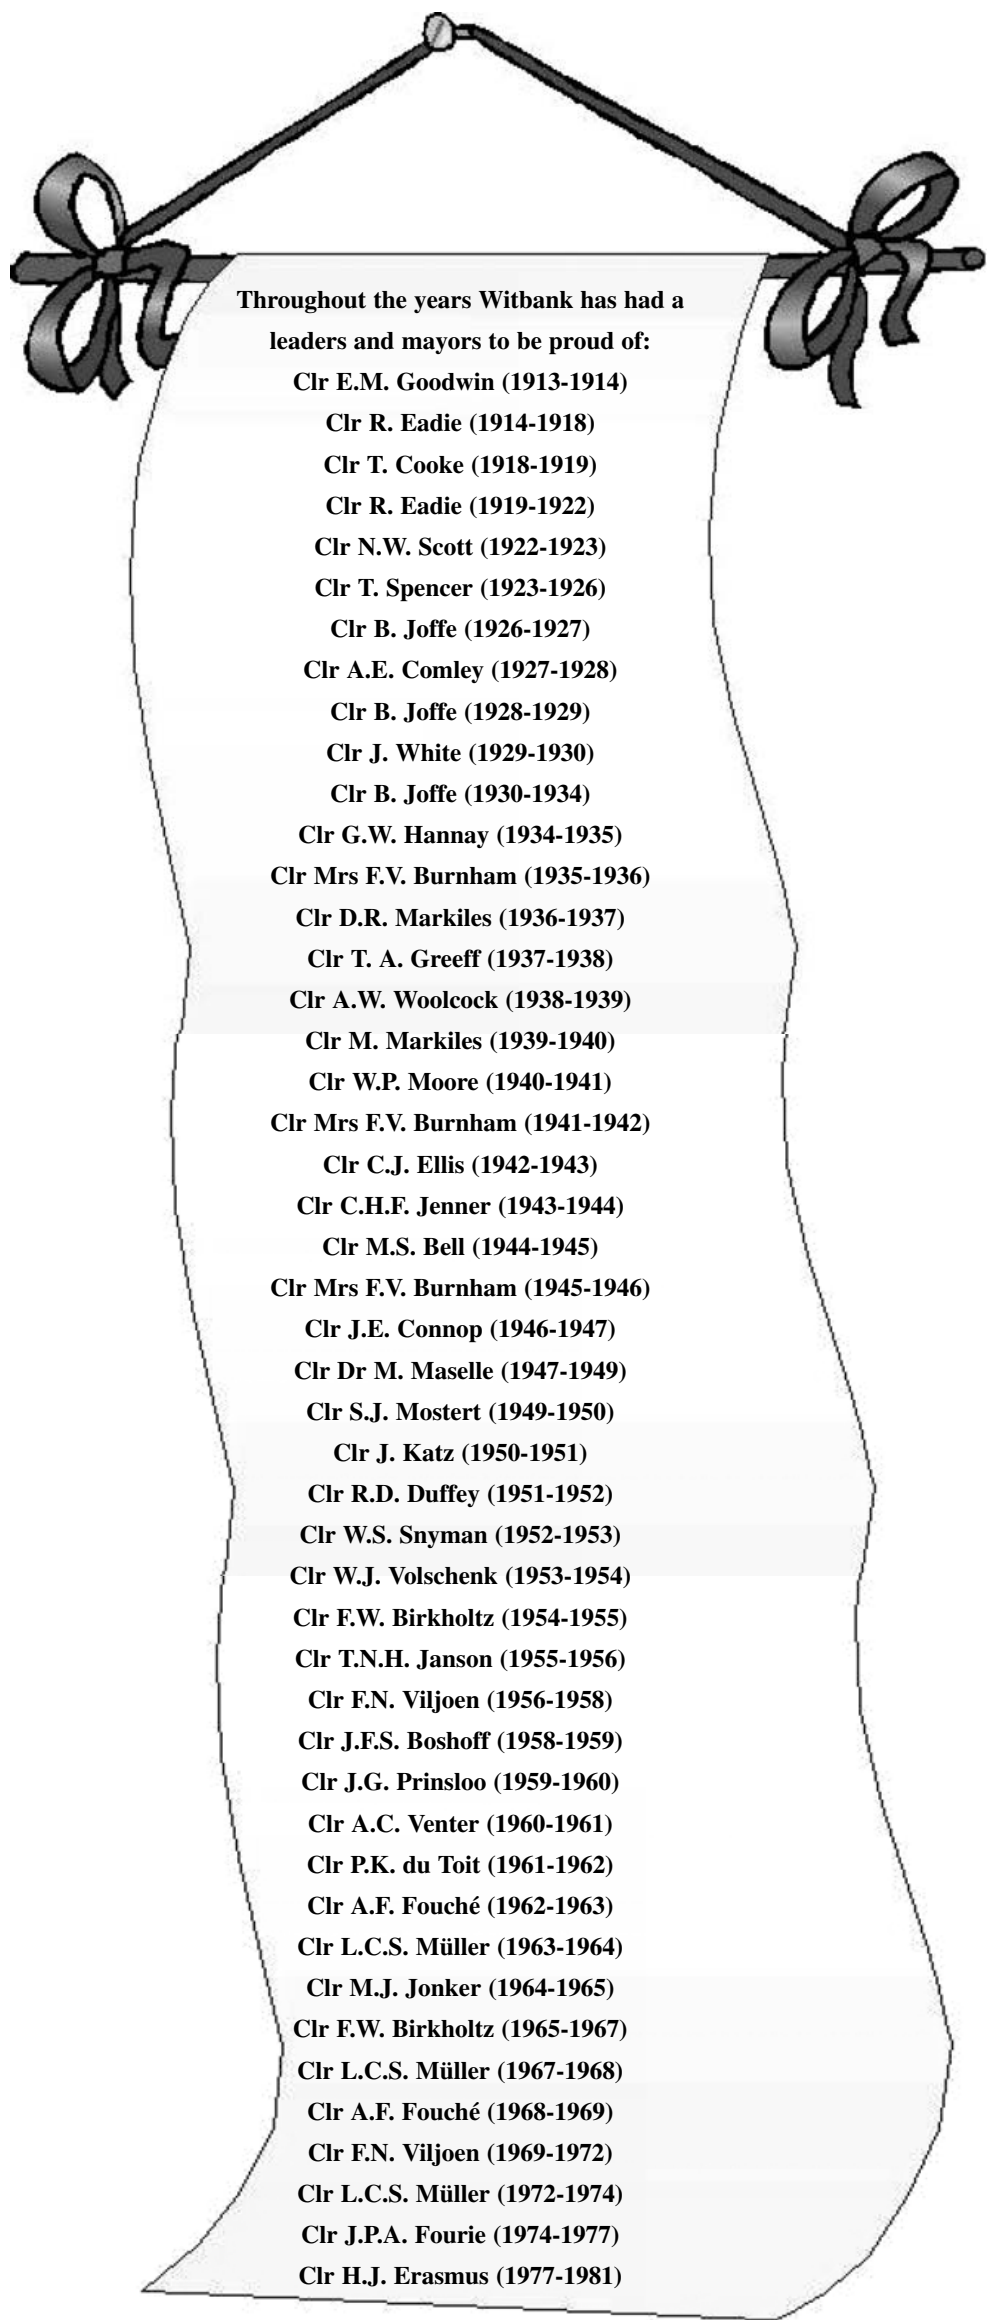 Throughout the years Witbank has had a
leaders and mayors to be proud of:
Clr E.M. Goodwin (1913-1914)
Clr R. Eadie (1914-1918)
Clr T. Cooke (1918-1919)
Clr R. Eadie (1919-1922)
Clr N.W. Scott (1922-1923)
Clr T. Spencer (1923-1926)
Clr B. Joffe (1926-1927)
Clr A.E. Comley (1927-1928)
Clr B. Joffe (1928-1929)
Clr J. White (1929-1930)
Clr B. Joffe (1930-1934)
Clr G.W. Hannay (1934-1935)
Clr Mrs F.V. Burnham (1935-1936)
Clr D.R. Markiles (1936-1937)
Clr T. A. Greeff (1937-1938)
Clr A.W. Woolcock (1938-1939)
Clr M. Markiles (1939-1940)
Clr W.P. Moore (1940-1941)
Clr Mrs F.V. Burnham (1941-1942)
Clr C.J. Ellis (1942-1943)
Clr C.H.F. Jenner (1943-1944)
Clr M.S. Bell (1944-1945)
Clr Mrs F.V. Burnham (1945-1946)
Clr J.E. Connop (1946-1947)
Clr Dr M. Maselle (1947-1949)
Clr S.J. Mostert (1949-1950)
Clr J. Katz (1950-1951)
Clr R.D. Duffey (1951-1952)
Clr W.S. Snyman (1952-1953)
Clr W.J. Volschenk (1953-1954)
Clr F.W. Birkholtz (1954-1955)
Clr T.N.H. Janson (1955-1956)
Clr F.N. Viljoen (1956-1958)
Clr J.F.S. Boshoff (1958-1959)
Clr J.G. Prinsloo (1959-1960)
Clr A.C. Venter (1960-1961)
Clr P.K. du Toit (1961-1962)
Clr A.F. Fouché (1962-1963)
Clr L.C.S. Müller (1963-1964)
Clr M.J. Jonker (1964-1965)
Clr F.W. Birkholtz (1965-1967)
Clr L.C.S. Müller (1967-1968)
Clr A.F. Fouché (1968-1969)
Clr F.N. Viljoen (1969-1972)
Clr L.C.S. Müller (1972-1974)
Clr J.P.A. Fourie (1974-1977)
Clr H.J. Erasmus (1977-1981)